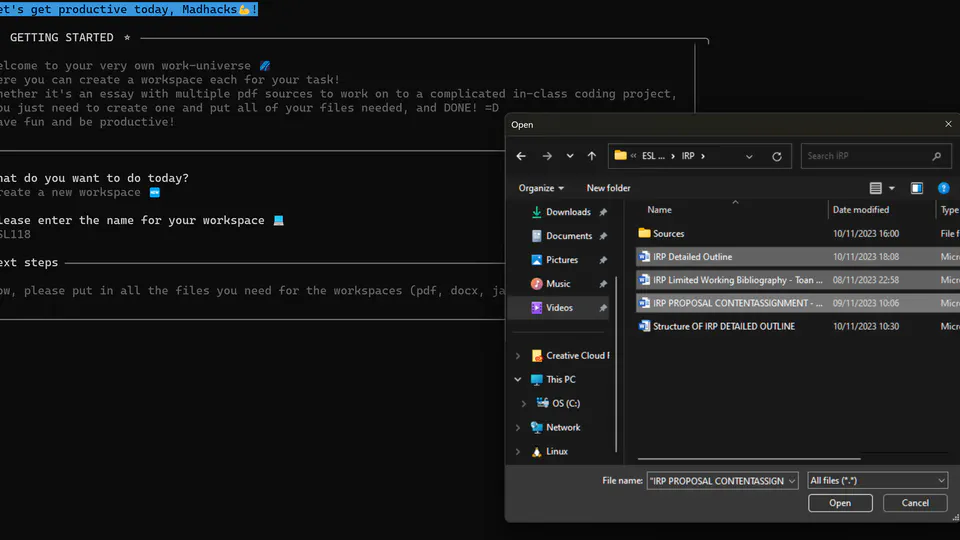 et's get productive today, Madhacks💪!
GETTING STARTED ⭐
elcome to your very own work-universe 🌌
ere you can create a workspace each for your task!
hether it's an essay with multiple pdf sources to work on to a complicated in-class coding project,
ou just need to create one and put all of your files needed, and DONE! =D
ave fun and be productive!
hat do you want to do today?
reate a new workspace 🆕
lease enter the name for your workspace 💻
SL118
ext steps
ow, please put in all the files you need for the workspaces (pdf, docx, ja
Open
ESL ... › IRP ›
Search IRP
Organize
New folder
Downloads
Documents
Pictures
Music
Videos
Creative Cloud F
This PC
OS (C:)
Network
Linux
Name Date modified Type
Sources 10/11/2023 16:00 File f
IRP Detailed Outline 10/11/2023 18:08 Micro
IRP Limited Working Bibliography - Toan ... 08/11/2023 22:58 Micro
IRP PROPOSAL CONTENTASSIGNMENT - ... 09/11/2023 10:06 Micro
Structure OF IRP DETAILED OUTLINE 10/11/2023 10:30 Micro
File name: "IRP PROPOSAL CONTENTASSIGN
All files (*.*)
Open
Cancel